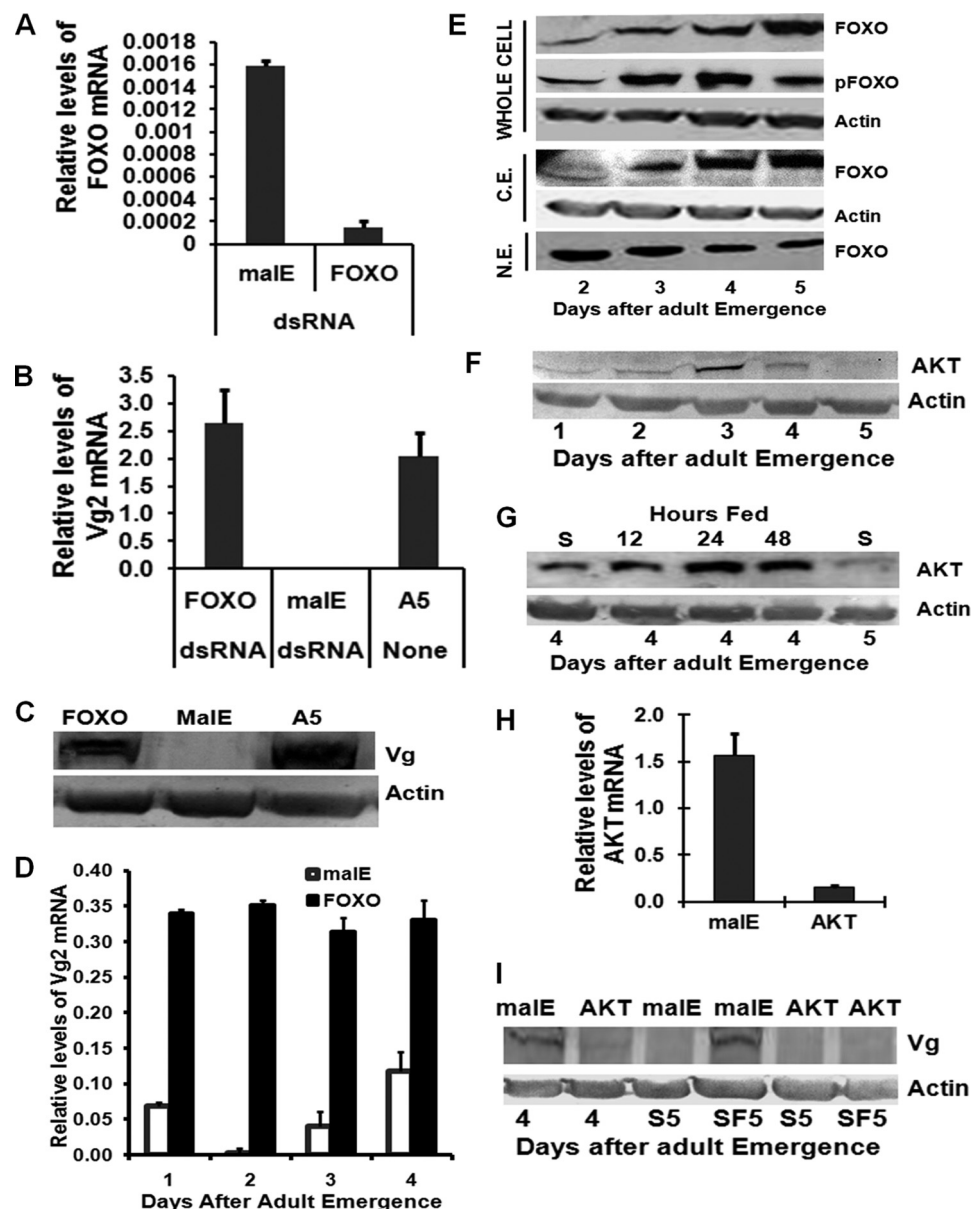 A
Relative levels of
FOXO mRNA
0.0018
0.0016
0.0014
0.0012
0.001
0.0008
0.0006
0.0004
0.0002
0
malE
FOXO
dsRNA
B
Relative levels of
Vg2 mRNA
3.5
3.0
2.5
2.0
1.5
1.0
0.5
0.0
FOXO
malE
A5
dsRNA
dsRNA
None
C
FOXO
MalE
A5
Vg
Actin
D
Relative levels of Vg2 mRNA
0.40
0.35
0.30
0.25
0.20
0.15
0.10
0.05
0.00
malE
FOXO
1
2
3
4
Days After Adult Emergence
E
WHOLE CELL
FOXO
pFOXO
Actin
C.E.
FOXO
Actin
N.E.
FOXO
2
3
4
5
Days after adult Emergence
F
AKT
Actin
1
2
3
4
5
Days after adult Emergence
G
Hours Fed
S
12
24
48
S
AKT
Actin
4
4
4
4
5
Days after adult Emergence
H
Relative levels of
AKT mRNA
2.0
1.5
1.0
0.5
0.0
malE
AKT
I
malE
AKT
malE
malE
AKT
AKT
Vg
Actin
4
4
S5
SF5
S5
SF5
Days after adult Emergence